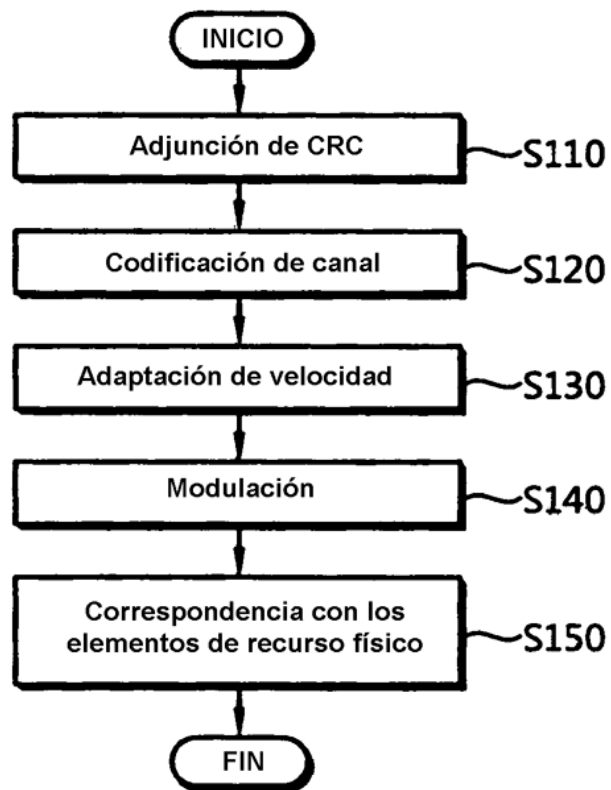 INICIO
Adjunción de CRC
S110
Codificación de canal
S120
Adaptación de velocidad
S130
Modulación
S140
Correspondencia con los
elementos de recurso físico
S150
FIN